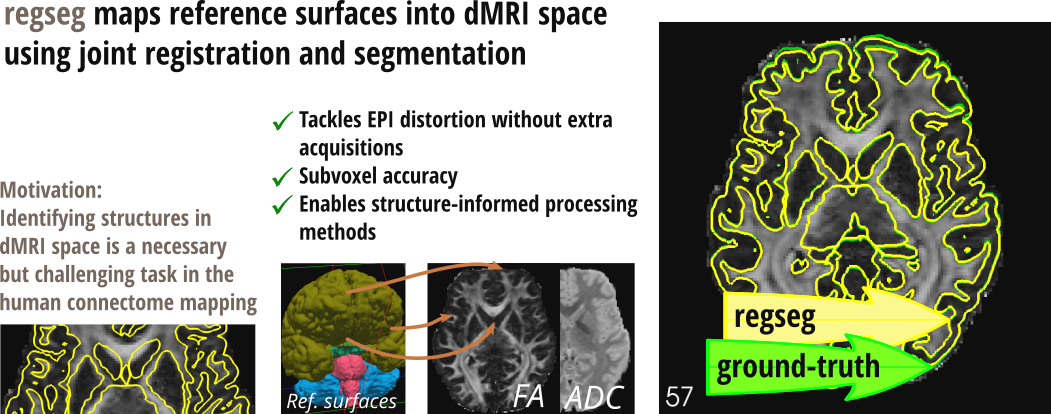 regseg maps reference surfaces into dMRI space
using joint registration and segmentation
Tackles EPI distortion without extra
acquisitions
Subvoxel accuracy
Enables structure-informed processing
methods
Motivation:
Identifying structures in
dMRI space is a necessary
but challenging task in the
human connectome mapping
Ref. surfaces
FA
ADC
regseg
ground-truth
57